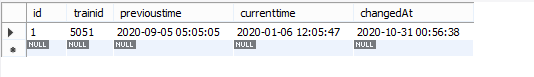 id trainid previoustime currenttime changedAt
1 5051 2020-09-05 05:05:05 2020-01-06 12:05:47 2020-10-31 00:56:38
NULL NULL NULL NULL NULL